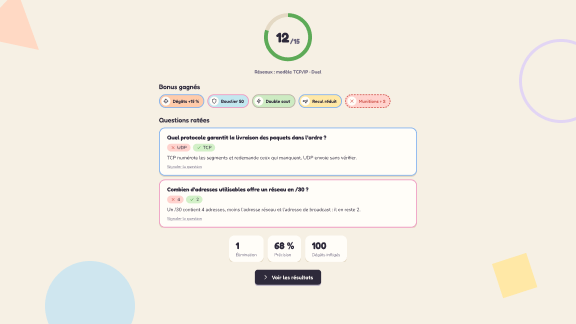 12/15
Réseaux : modèle TCP/IP · Duel
Bonus gagnés
Dégâts +15 %
Bouclier 50
Double saut
Recul réduit
Munitions × 3
Questions ratées
Quel protocole garantit la livraison des paquets dans l'ordre ?
× UDP ✓ TCP
TCP numérote les segments et redemande ceux qui manquent, UDP envoie sans vérifier.
Signaler la question
Combien d'adresses utilisables offre un réseau en /30 ?
× 4 ✓ 2
Un /30 contient 4 adresses, moins l'adresse réseau et l'adresse de broadcast : il en reste 2.
Signaler la question
1 68 % 100
Élimination Précision Dégâts infligés
Voir les résultats